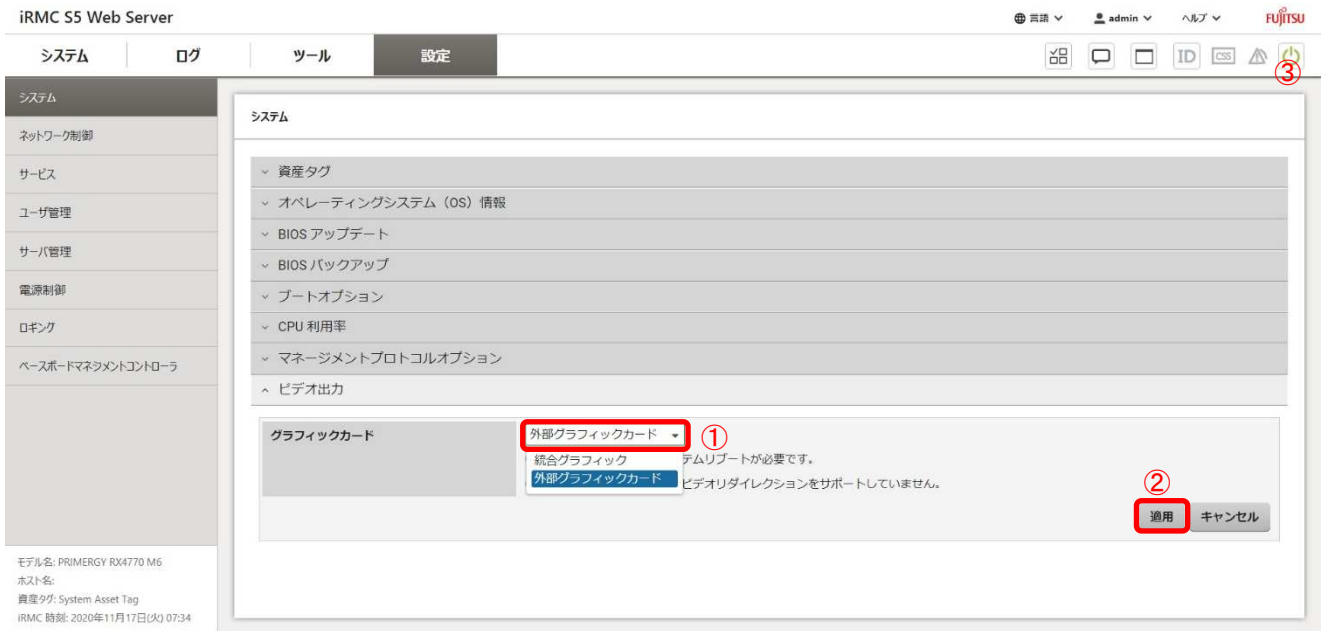 iRMC S5 Web Server
言語
admin
ヘルプ
FUJITSU
システム
ログ
ツール
設定
ID
CSS
③
システム
ネットワーク制御
サービス
ユーザ管理
サーバ管理
電源制御
ロギング
ベースボードマネジメントコントローラ
システム
資産タグ
オペレーティングシステム（OS）情報
BIOS アップデート
BIOS バックアップ
ブートオプション
CPU 利用率
マネージメントプロトコルオプション
ビデオ出力
グラフィックカード
外部グラフィックカード
①
統合グラフィック
テムリブートが必要です。
外部グラフィックカード
ビデオリダイレクションをサポートしていません。
②
適用
キャンセル
モデル名: PRIMERGY RX4770 M6
ホスト名:
資産タグ: System Asset Tag
iRMC 時刻: 2020年11月17日(火) 07:34